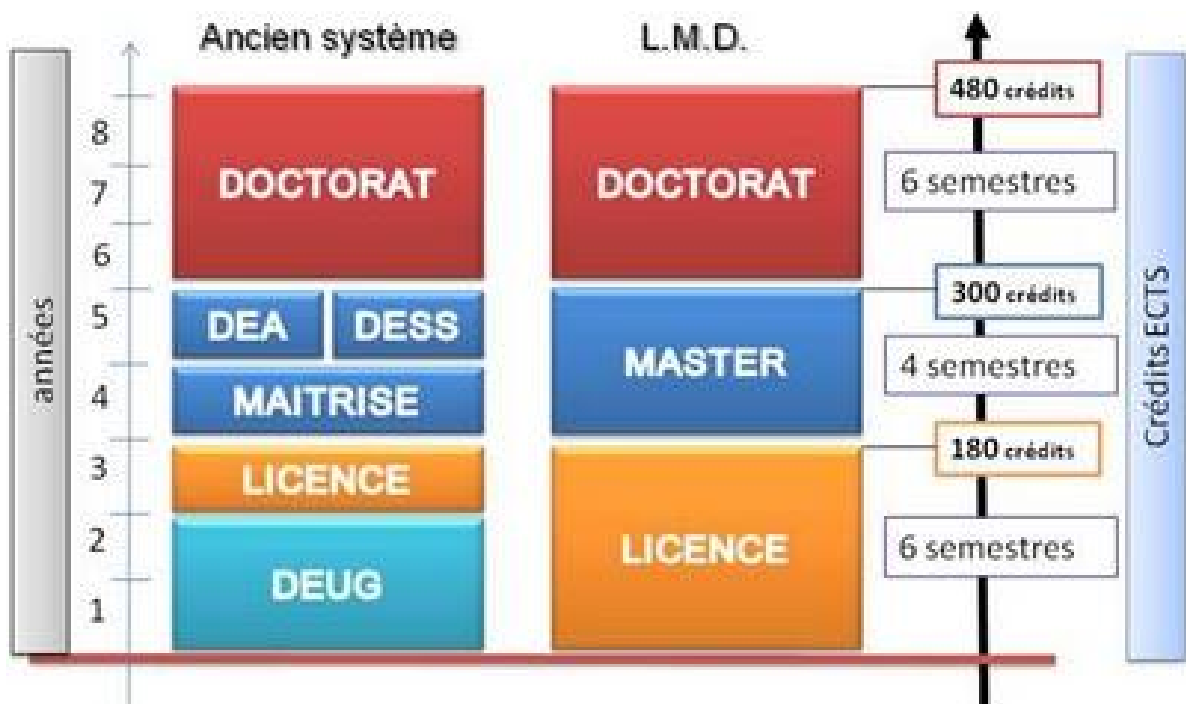 Ancien système
L.M.D.
années
8
7
6
5
4
3
2
1
DOCTORAT
DEA
DESS
MAITRISE
LICENCE
DEUG
DOCTORAT
MASTER
LICENCE
480 crédits
6 semestres
300 crédits
4 semestres
180 crédits
6 semestres
Crédits ECTS